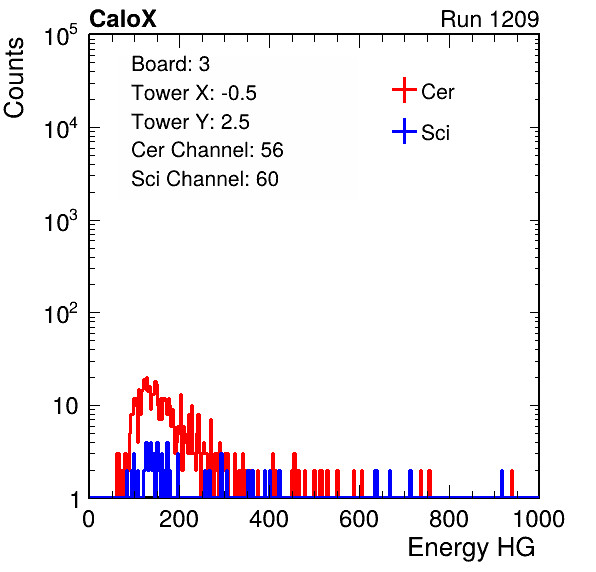 CaloX Run 1209
Counts
Board: 3
Tower X: -0.5
Tower Y: 2.5
Cer Channel: 56
Sci Channel: 60
Cer
Sci
10^5
10^4
10^3
10^2
10
1
0 200 400 600 800 1000
Energy HG